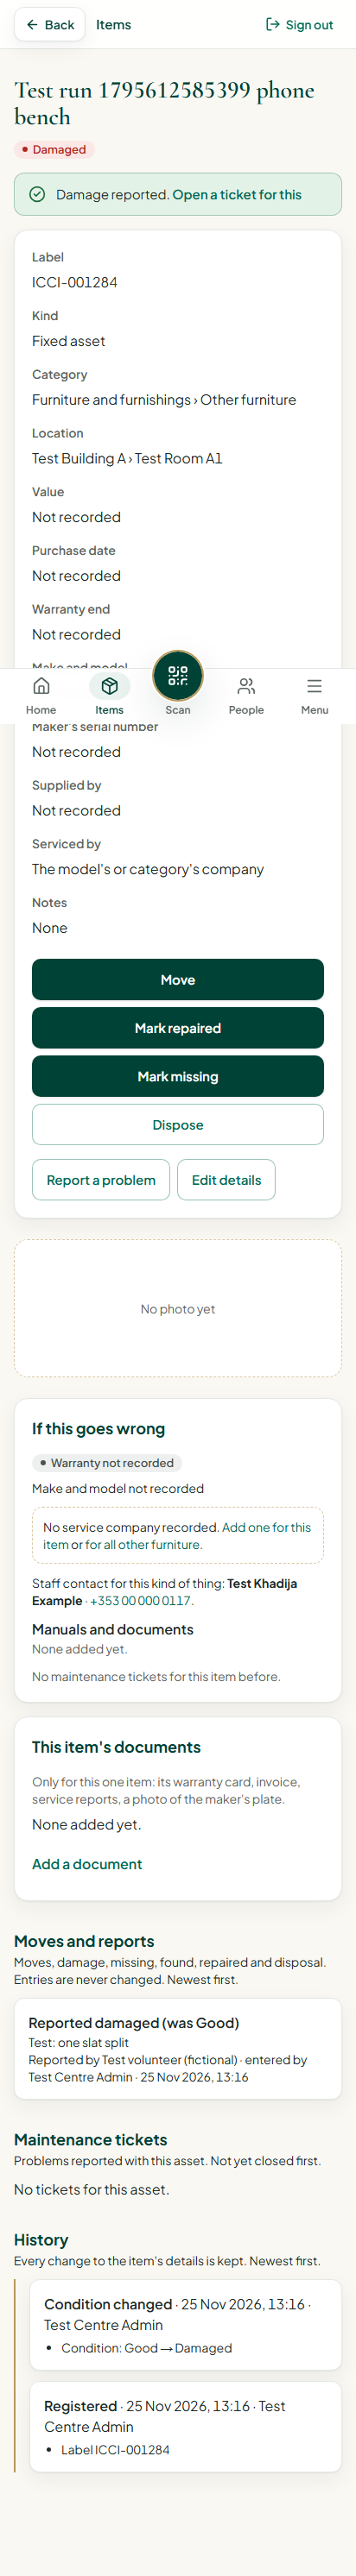 Back Items Sign out
Test run 1795612585399 phone
bench
Damaged
Damage reported. Open a ticket for this
Label
ICCI-001284
Kind
Fixed asset
Category
Furniture and furnishings › Other furniture
Location
Test Building A › Test Room A1
Value
Not recorded
Purchase date
Not recorded
Warranty end
Not recorded
Make and model
Home Items Scan People Menu
Maker's serial number
Not recorded
Supplied by
Not recorded
Serviced by
The model's or category's company
Notes
None
Move
Mark repaired
Mark missing
Dispose
Report a problem Edit details
No photo yet
If this goes wrong
Warranty not recorded
Make and model not recorded
No service company recorded. Add one for this
item or for all other furniture.
Staff contact for this kind of thing: Test Khadija
Example · +353 00 000 0117.
Manuals and documents
None added yet.
No maintenance tickets for this item before.
This item's documents
Only for this one item: its warranty card, invoice,
service reports, a photo of the maker's plate.
None added yet.
Add a document
Moves and reports
Moves, damage, missing, found, repaired and disposal.
Entries are never changed. Newest first.
Reported damaged (was Good)
Test: one slat split
Reported by Test volunteer (fictional) · entered by
Test Centre Admin · 25 Nov 2026, 13:16
Maintenance tickets
Problems reported with this asset. Not yet closed first.
No tickets for this asset.
History
Every change to the item's details is kept. Newest first.
Condition changed · 25 Nov 2026, 13:16 ·
Test Centre Admin
• Condition: Good → Damaged
Registered · 25 Nov 2026, 13:16 · Test
Centre Admin
• Label ICCI-001284